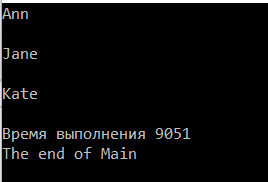 Ann
Jane
Kate
Время выполнения 9051
The end of Main